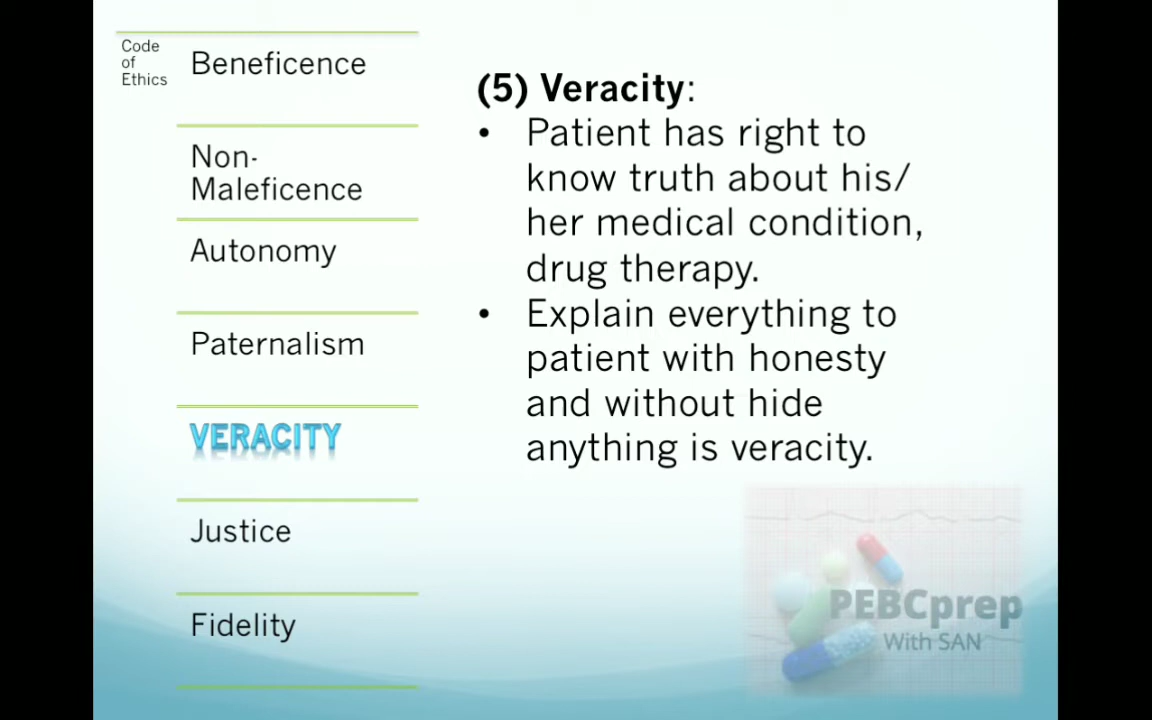 Code
of
Ethics
Beneficence
Non-
Maleficence
Autonomy
Paternalism
VERACITY
Justice
Fidelity
(5) Veracity:
• Patient has right to
know truth about his/
her medical condition,
drug therapy.
• Explain everything to
patient with honesty
and without hide
anything is veracity.
PEBCprep
With SAN